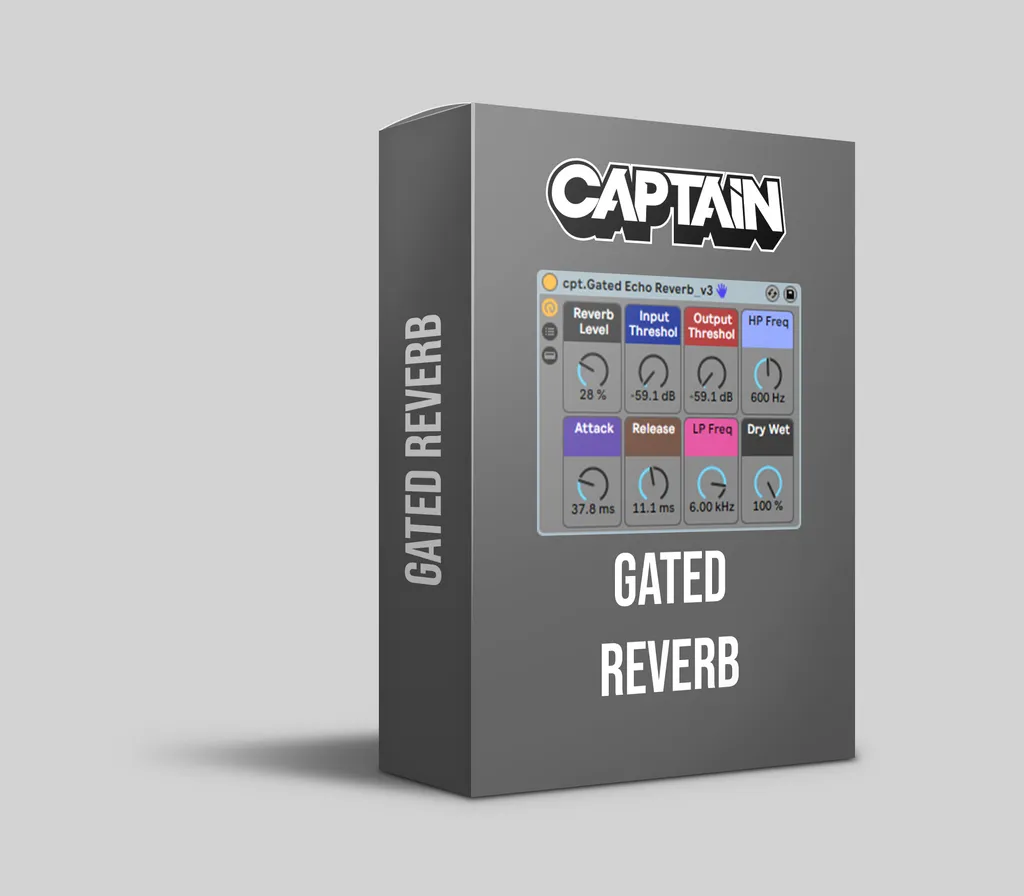 CAPTAIN
cpt.Gated Echo Reverb_v3
Reverb Level
Input Threshol
Output Threshol
HP Freq
28 %
-59.1 dB
-59.1 dB
600 Hz
Attack
Release
LP Freq
Dry Wet
37.8 ms
11.1 ms
6.00 kHz
100 %
GATED
REVERB
GATED REVERB